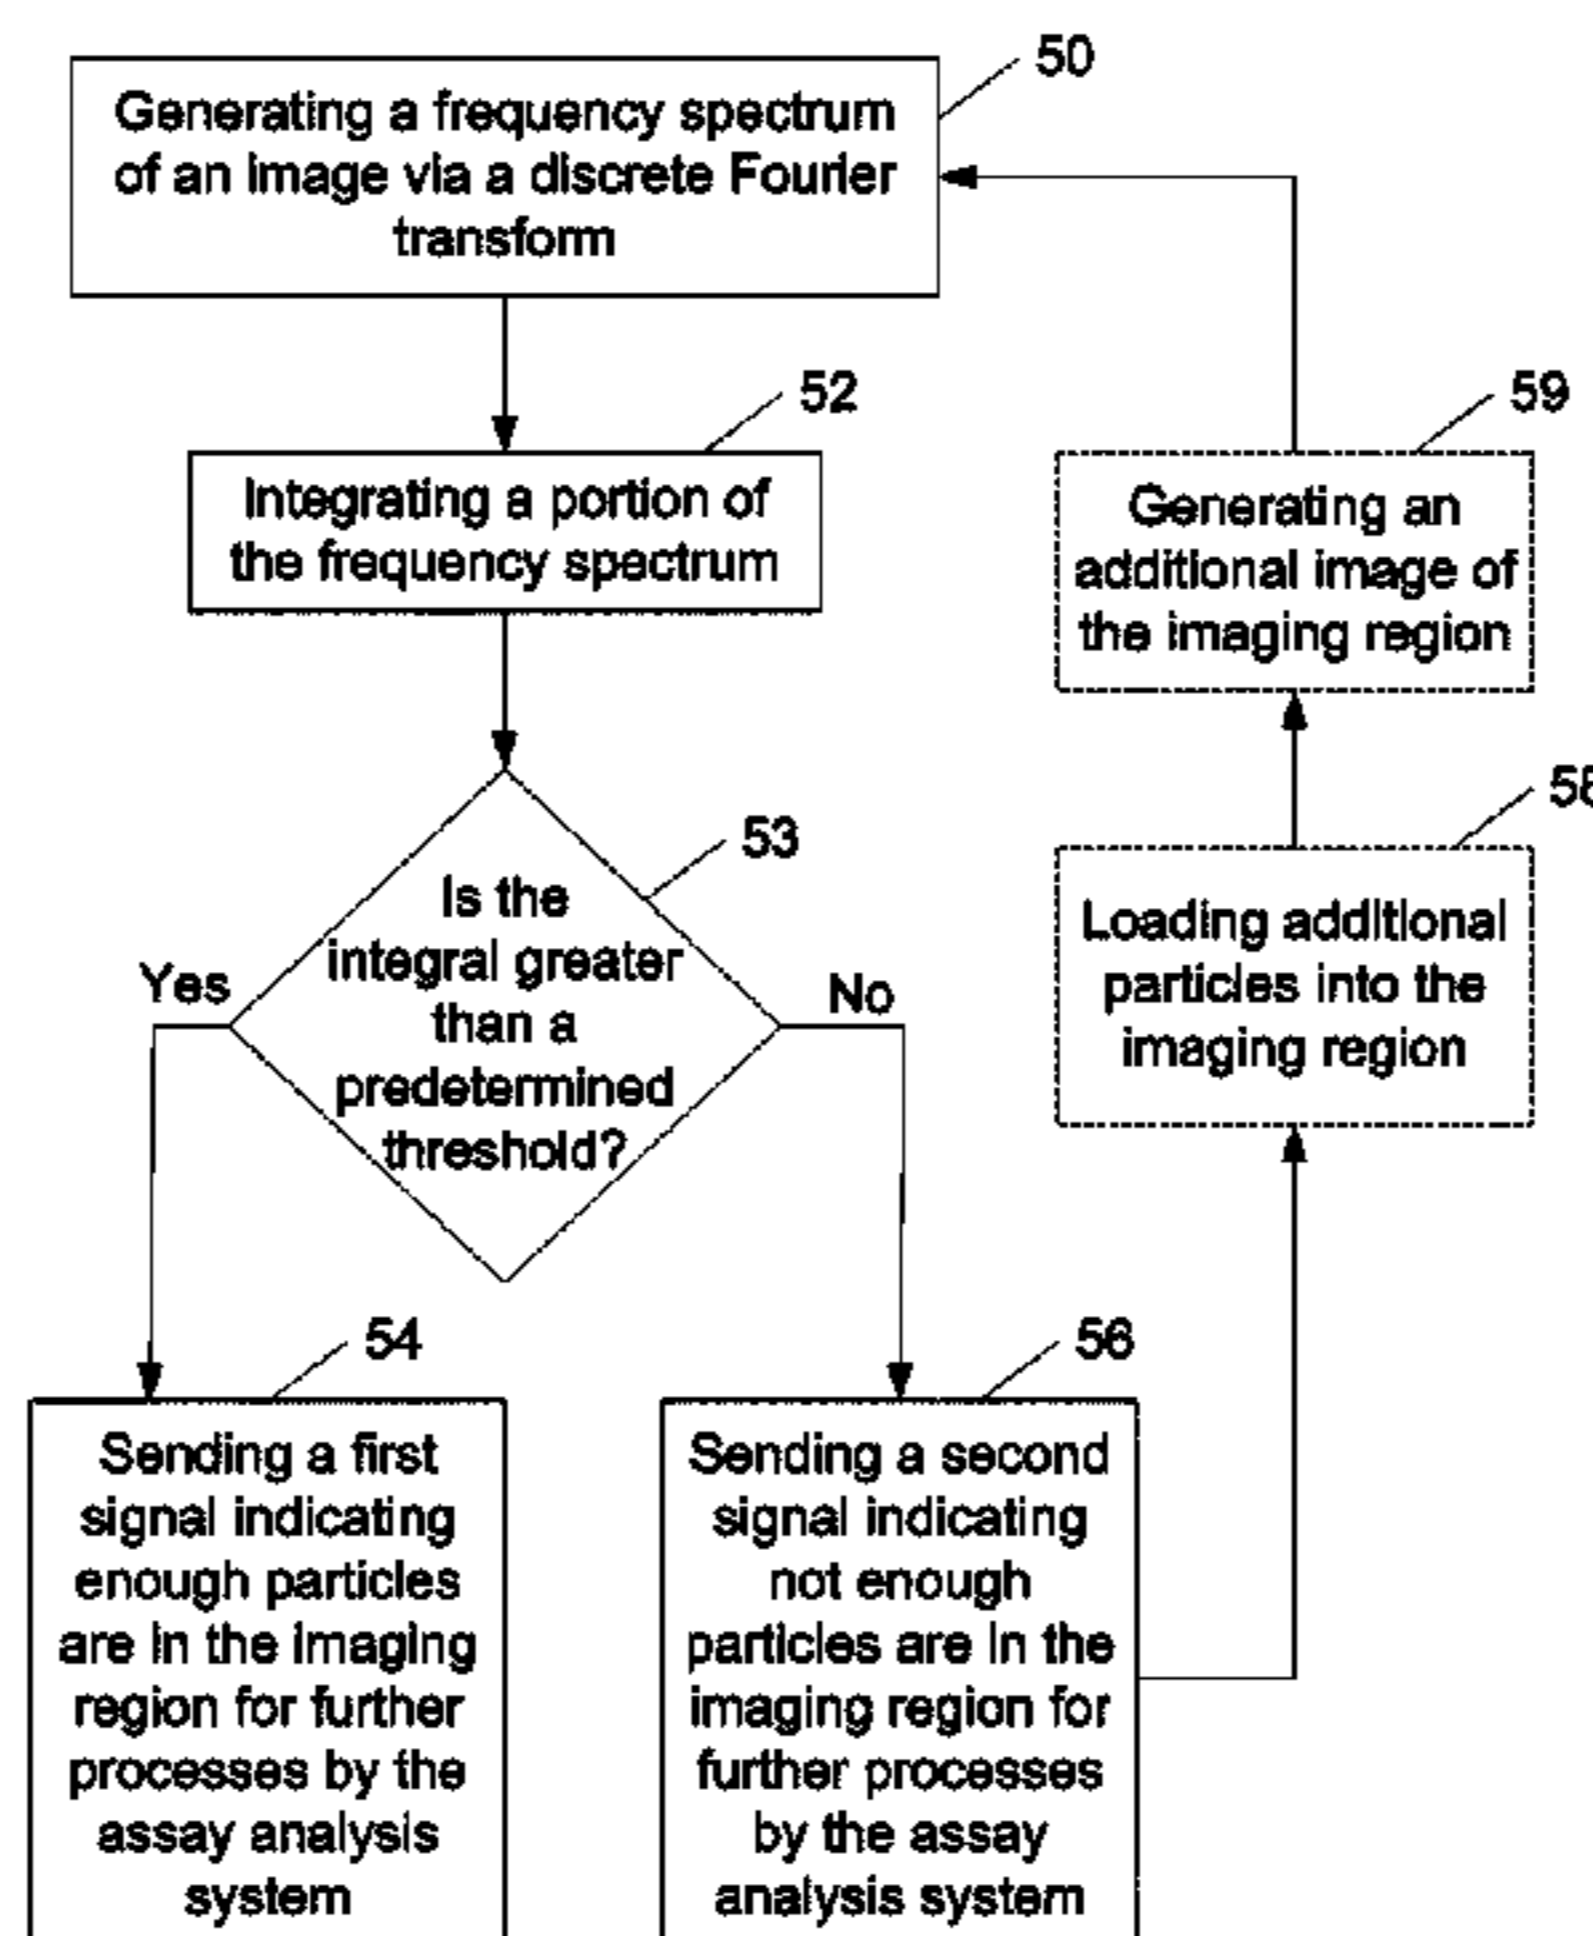 50
Generating a frequency spectrum
of an image via a discrete Fourier
transform
52
Integrating a portion of
the frequency spectrum
59
Generating an
additional image of
the imaging region
53
Is the
integral greater
than a
predetermined
threshold?
Yes
No
58
Loading additional
particles into the
imaging region
54
Sending a first
signal indicating
enough particles
are in the imaging
region for further
processes by the
assay analysis
system
56
Sending a second
signal indicating
not enough
particles are in the
imaging region for
further processes
by the assay
analysis system